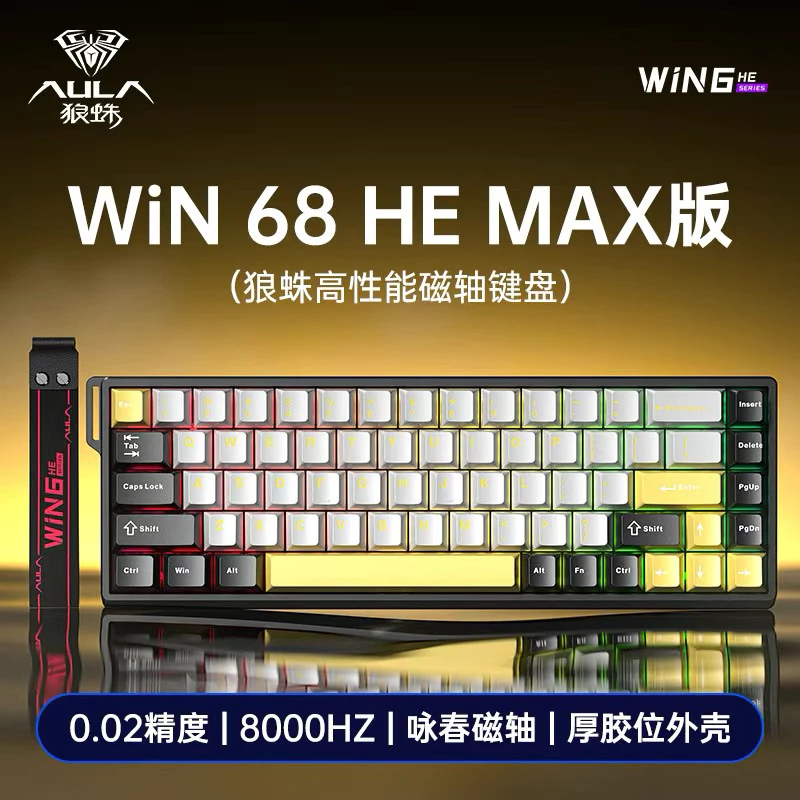 AULA
狼蛛
WiNG HE
SERIES
WiN 68 HE MAX版
（狼蛛高性能磁轴键盘）
WiNG HE
AULA
Esc
Insert
Tab
Q W E R T Y U I O P
Delete
Caps Lock
A S D F G H J K L
Enter
PgUp
Shift
Z X C V B N M
Shift
PgDn
Ctrl Win Alt Alt Fn Ctrl
0.02精度 | 8000HZ | 咏春磁轴 | 厚胶位外壳